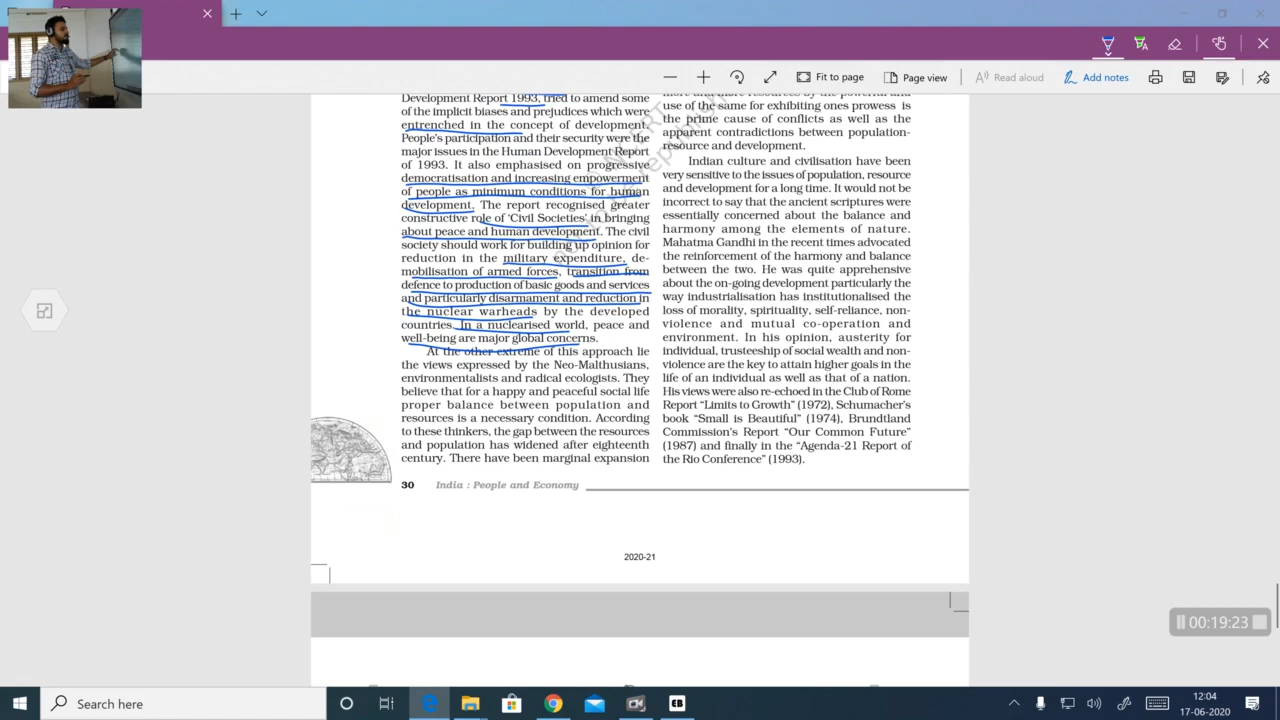 Fit to page
Page view
Read aloud
Add notes
Development Report 1993, tried to amend some
of the implicit biases and prejudices which were
entrenched in the concept of development.
People's participation and their security were the
major issues in the Human Development Report
of 1993. It also emphasised on progressive
democratisation and increasing empowerment
of people as minimum conditions for human
development. The report recognised greater
constructive role of 'Civil Societies' in bringing
about peace and human development. The civil
society should work for building up opinion for
reduction in the military expenditure, de-
mobilisation of armed forces, transition from
defence to production of basic goods and services
and particularly disarmament and reduction in
the nuclear warheads by the developed
countries. In a nuclearised world, peace and
well-being are major global concerns.
At the other extreme of this approach lie
the views expressed by the Neo-Malthusians,
environmentalists and radical ecologists. They
believe that for a happy and peaceful social life
proper balance between population and
resources is a necessary condition. According
to these thinkers, the gap between the resources
and population has widened after eighteenth
century. There have been marginal expansion
more and more resources by the powerful and
use of the same for exhibiting ones prowess is
the prime cause of conflicts as well as the
apparent contradictions between population-
resource and development.
Indian culture and civilisation have been
very sensitive to the issues of population, resource
and development for a long time. It would not be
incorrect to say that the ancient scriptures were
essentially concerned about the balance and
harmony among the elements of nature.
Mahatma Gandhi in the recent times advocated
the reinforcement of the harmony and balance
between the two. He was quite apprehensive
about the on-going development particularly the
way industrialisation has institutionalised the
loss of morality, spirituality, self-reliance, non-
violence and mutual co-operation and
environment. In his opinion, austerity for
individual, trusteeship of social wealth and non-
violence are the key to attain higher goals in the
life of an individual as well as that of a nation.
His views were also re-echoed in the Club of Rome
Report "Limits to Growth" (1972), Schumacher's
book "Small is Beautiful" (1974), Brundtland
Commission's Report "Our Common Future"
(1987) and finally in the "Agenda-21 Report of
the Rio Conference" (1993).
30 India : People and Economy
2020-21
00:19:23
Search here
EB
12:04
17-06-2020